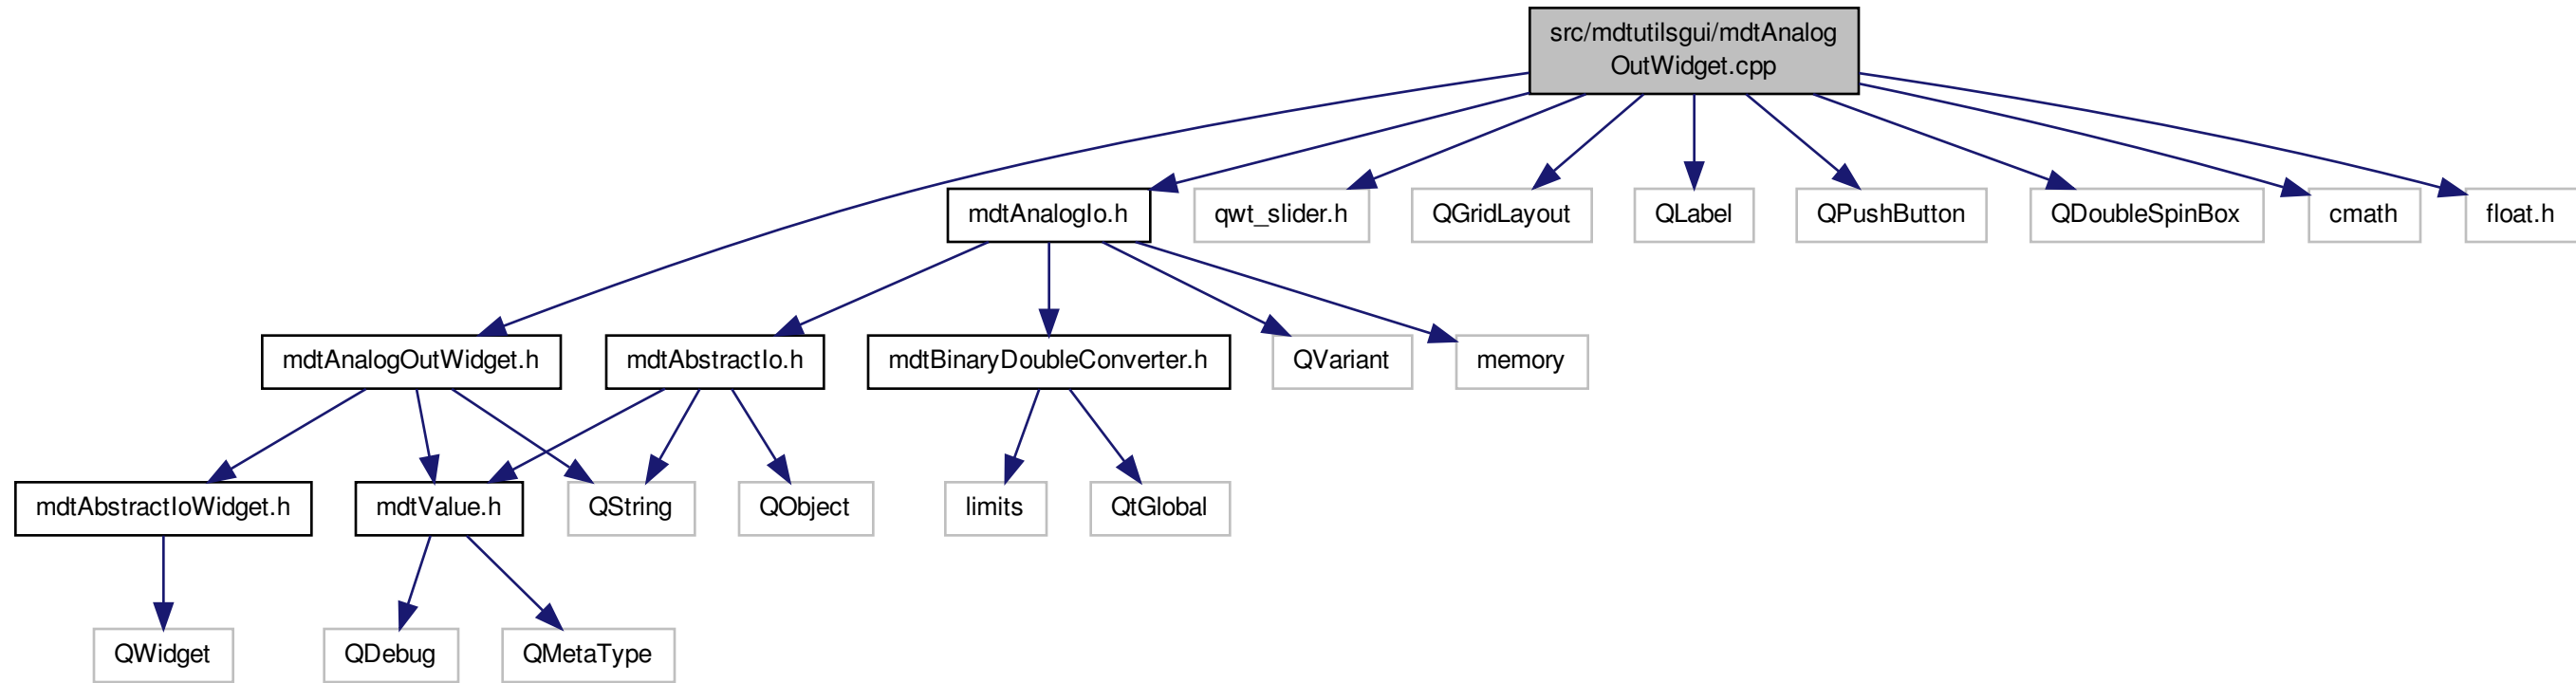 src/mdtutilsgui/mdtAnalog
OutWidget.cpp
mdtAnalogIo.h
qwt_slider.h
QGridLayout
QLabel
QPushButton
QDoubleSpinBox
cmath
float.h
mdtAnalogOutWidget.h
mdtAbstractIo.h
mdtBinaryDoubleConverter.h
QVariant
memory
mdtAbstractIoWidget.h
mdtValue.h
QString
QObject
limits
QtGlobal
QWidget
QDebug
QMetaType